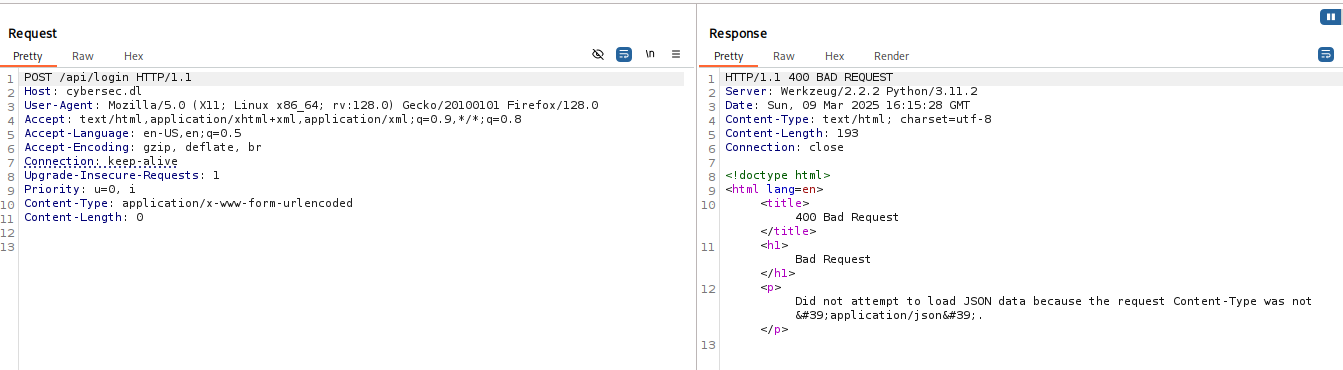 Request
Pretty Raw Hex \n
1 POST /api/login HTTP/1.1
2 Host: cybersec.dl
3 User-Agent: Mozilla/5.0 (X11; Linux x86_64; rv:128.0) Gecko/20100101 Firefox/128.0
4 Accept: text/html,application/xhtml+xml,application/xml;q=0.9,*/*;q=0.8
5 Accept-Language: en-US,en;q=0.5
6 Accept-Encoding: gzip, deflate, br
7 Connection: keep-alive
8 Upgrade-Insecure-Requests: 1
9 Priority: u=0, i
10 Content-Type: application/x-www-form-urlencoded
11 Content-Length: 0
12
13
Response
Pretty Raw Hex Render
1 HTTP/1.1 400 BAD REQUEST
2 Server: Werkzeug/2.2.2 Python/3.11.2
3 Date: Sun, 09 Mar 2025 16:15:28 GMT
4 Content-Type: text/html; charset=utf-8
5 Content-Length: 193
6 Connection: close
7
8 <!doctype html>
9 <html lang=en>
10 <title>
400 Bad Request
</title>
11 <h1>
Bad Request
</h1>
12 <p>
Did not attempt to load JSON data because the request Content-Type was not
&#39;application/json&#39;.
</p>
13